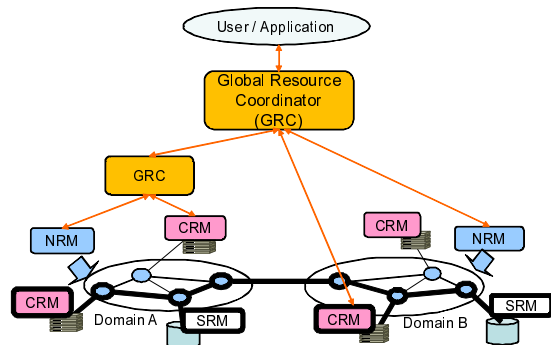 User / Application
Global Resource
Coordinator
(GRC)
GRC
CRM
NRM
CRM
NRM
CRM
Domain A
SRM
CRM
Domain B
SRM